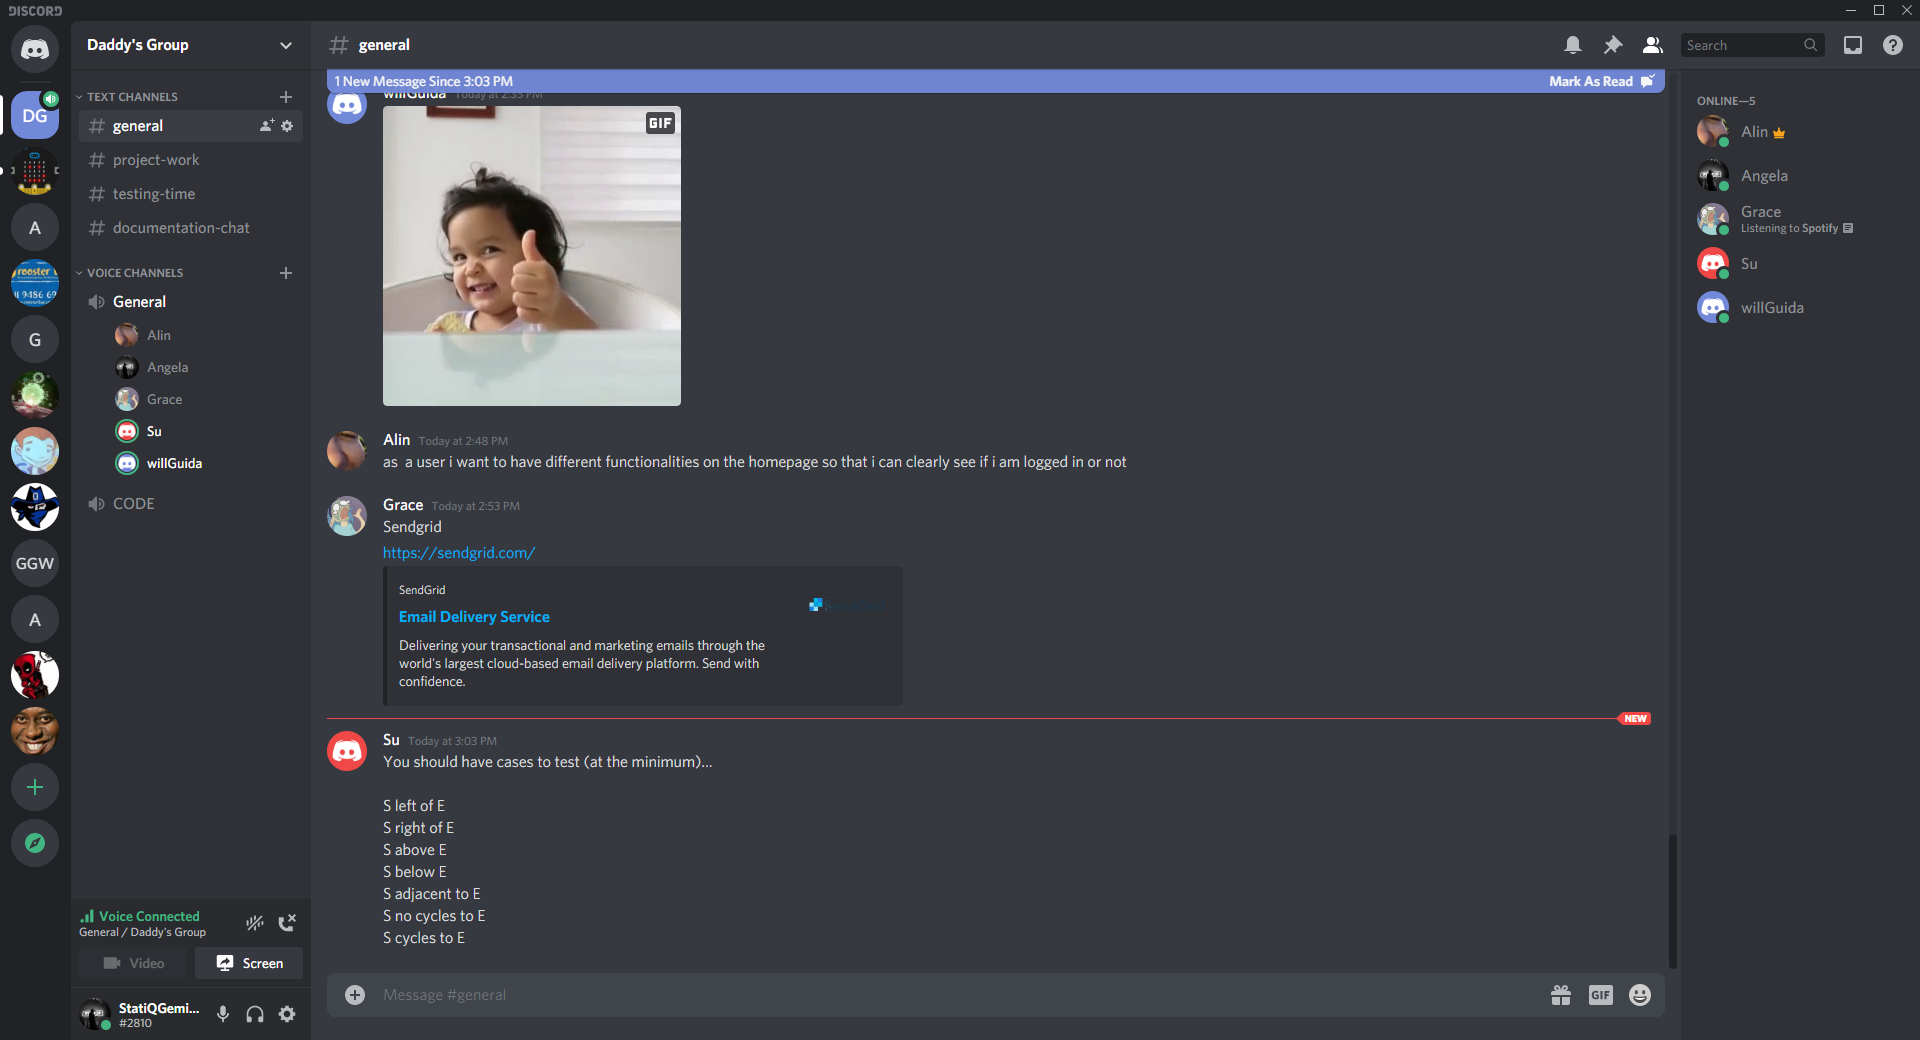 DISCORD
Daddy's Group
general
Search
1 New Message Since 3:03 PM
Mark As Read
DG
A
rooster
G
GGW
A
TEXT CHANNELS
general
project-work
testing-time
documentation-chat
VOICE CHANNELS
General
Alin
Angela
Grace
Su
willGuida
CODE
Voice Connected
General / Daddy's Group
Video
Screen
StatiQGemi...
#2810
willGuida Today at 2:35 PM
GIF
Alin Today at 2:48 PM
as a user i want to have different functionalities on the homepage so that i can clearly see if i am logged in or not
Grace Today at 2:53 PM
Sendgrid
https://sendgrid.com/
SendGrid
Email Delivery Service
Delivering your transactional and marketing emails through the
world's largest cloud-based email delivery platform. Send with
confidence.
NEW
Su Today at 3:03 PM
You should have cases to test (at the minimum)...
S left of E
S right of E
S above E
S below E
S adjacent to E
S no cycles to E
S cycles to E
Message #general
GIF
ONLINE—5
Alin
Angela
Grace
Listening to Spotify
Su
willGuida